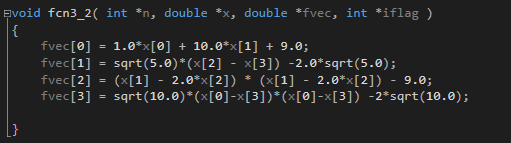 void fcn3_2( int *n, double *x, double *fvec, int *iflag )
{
fvec[0] = 1.0*x[0] + 10.0*x[1] + 9.0;
fvec[1] = sqrt(5.0)*(x[2] - x[3]) -2.0*sqrt(5.0);
fvec[2] = (x[1] - 2.0*x[2]) * (x[1] - 2.0*x[2]) - 9.0;
fvec[3] = sqrt(10.0)*(x[0]-x[3])*(x[0]-x[3]) -2*sqrt(10.0);
}